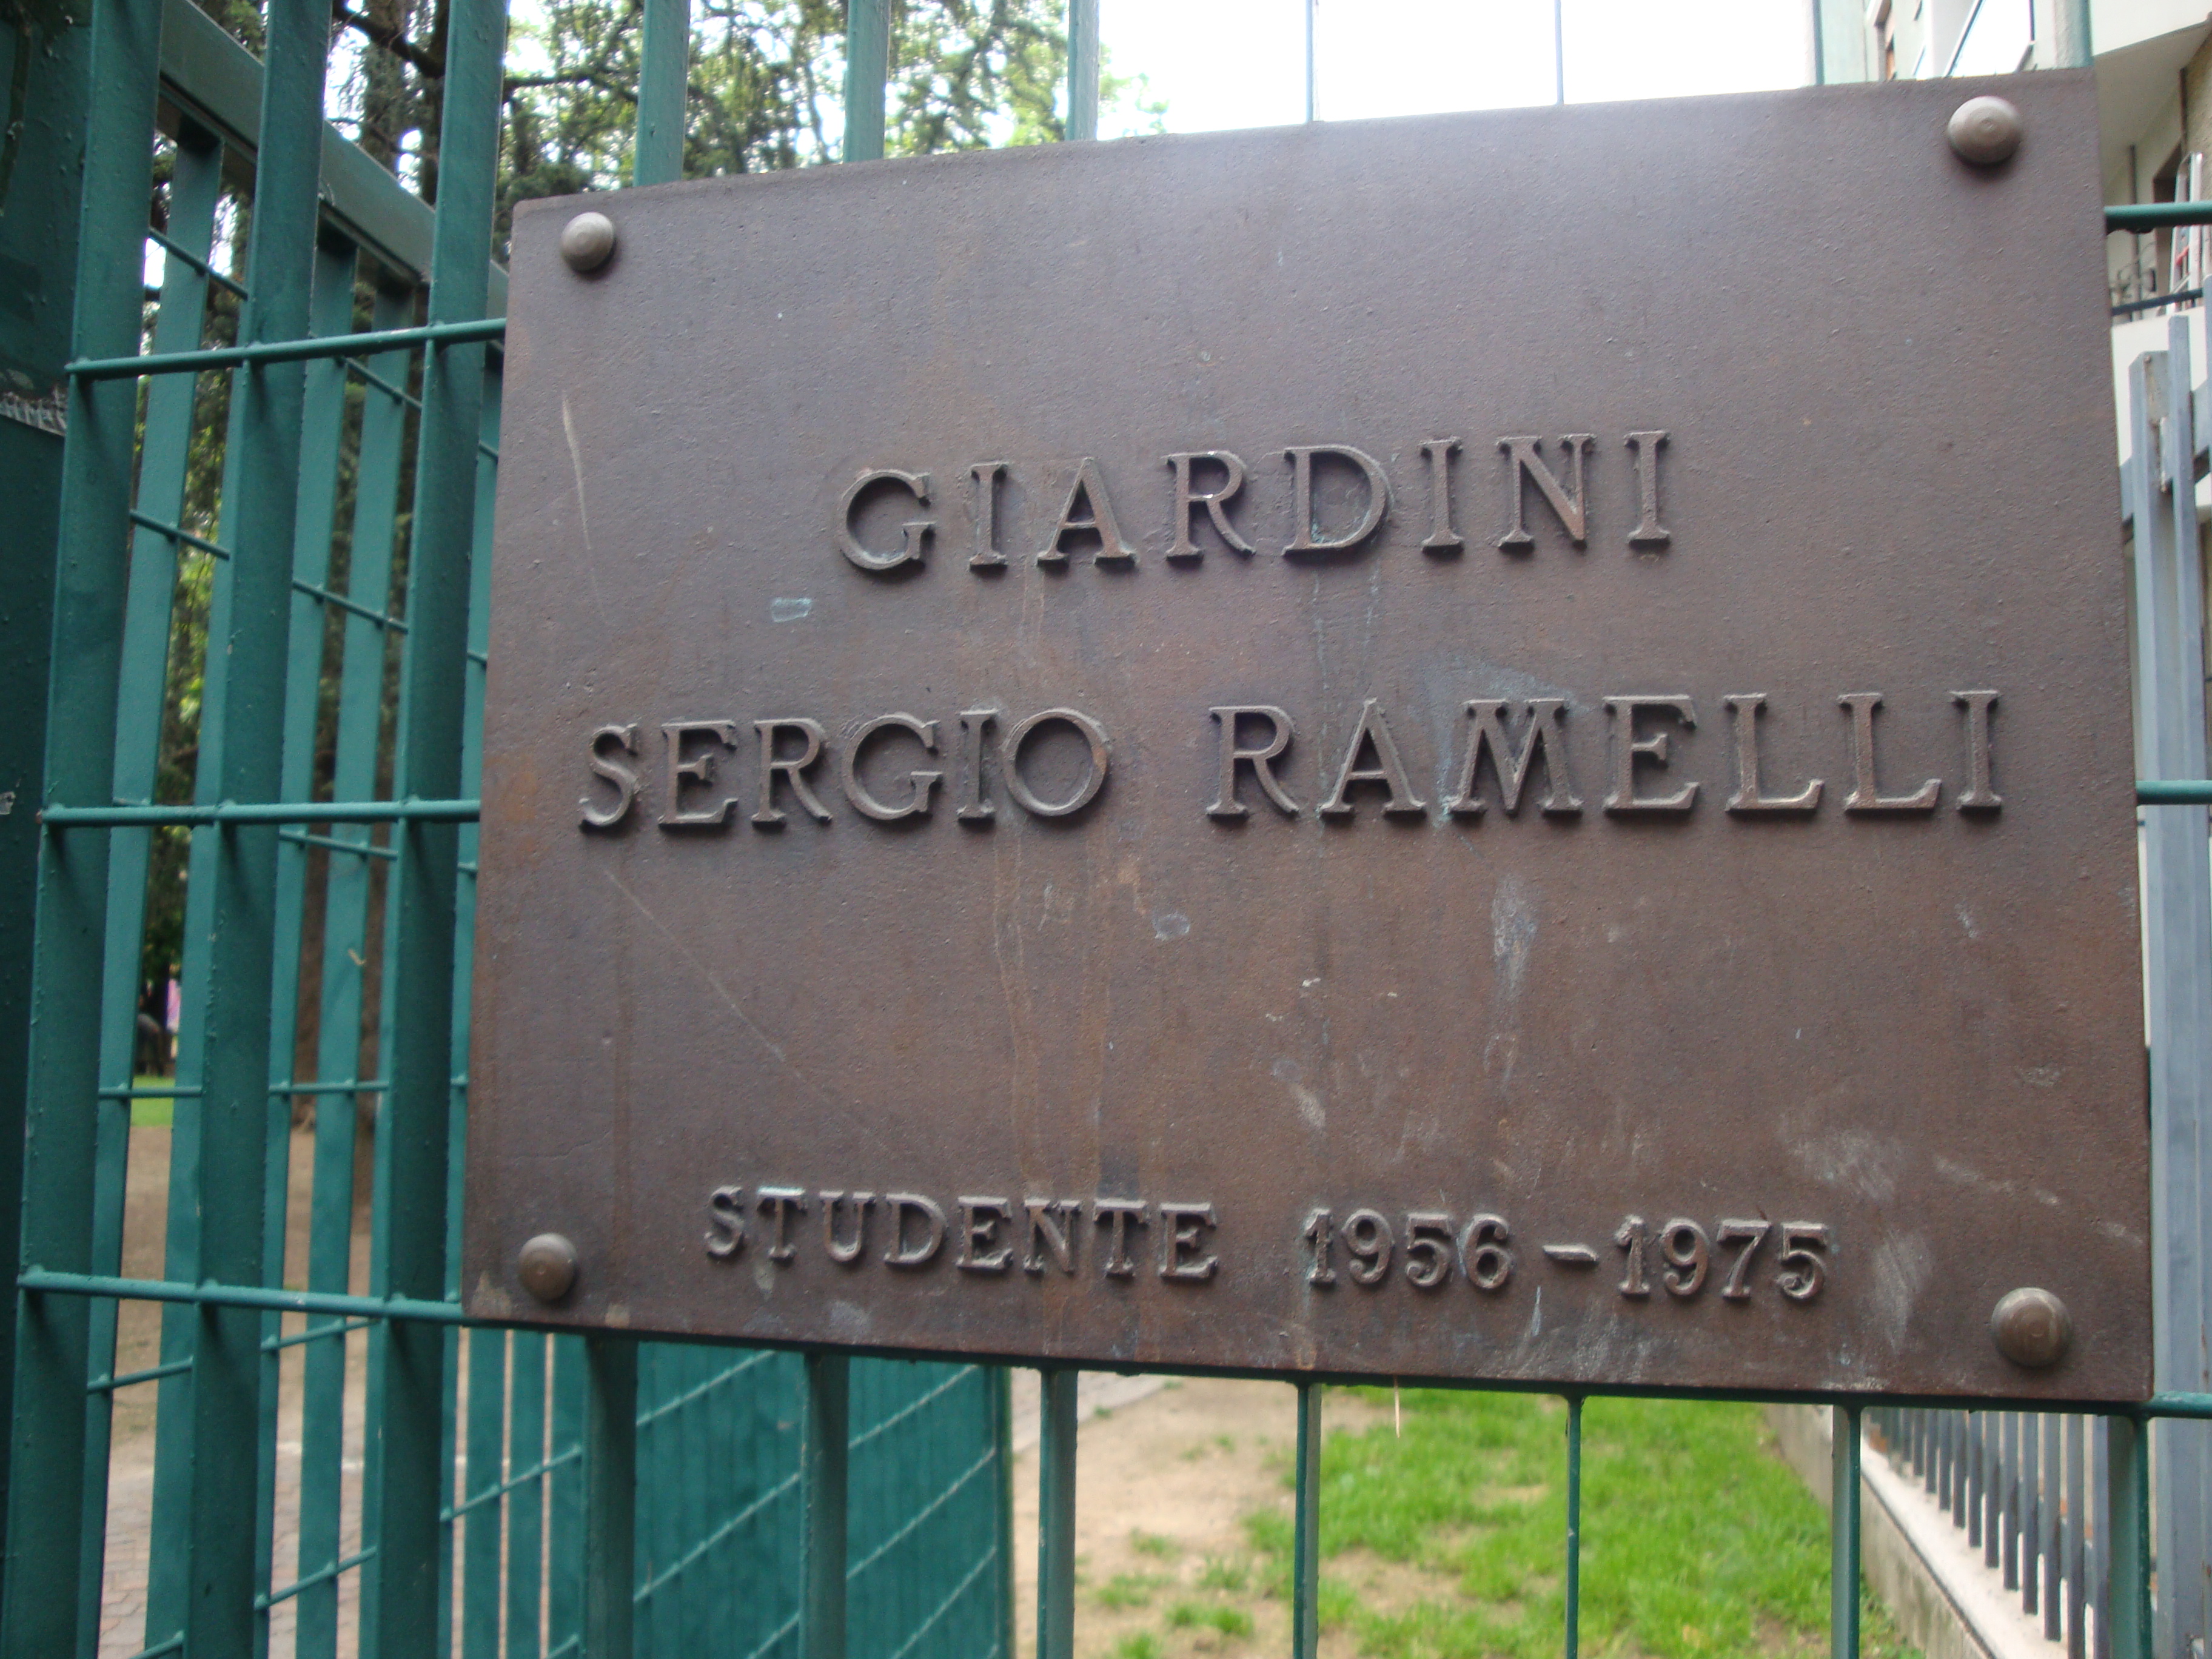 GIARDINI
SERGIO RAMELLI
STUDENTE 1956-1975